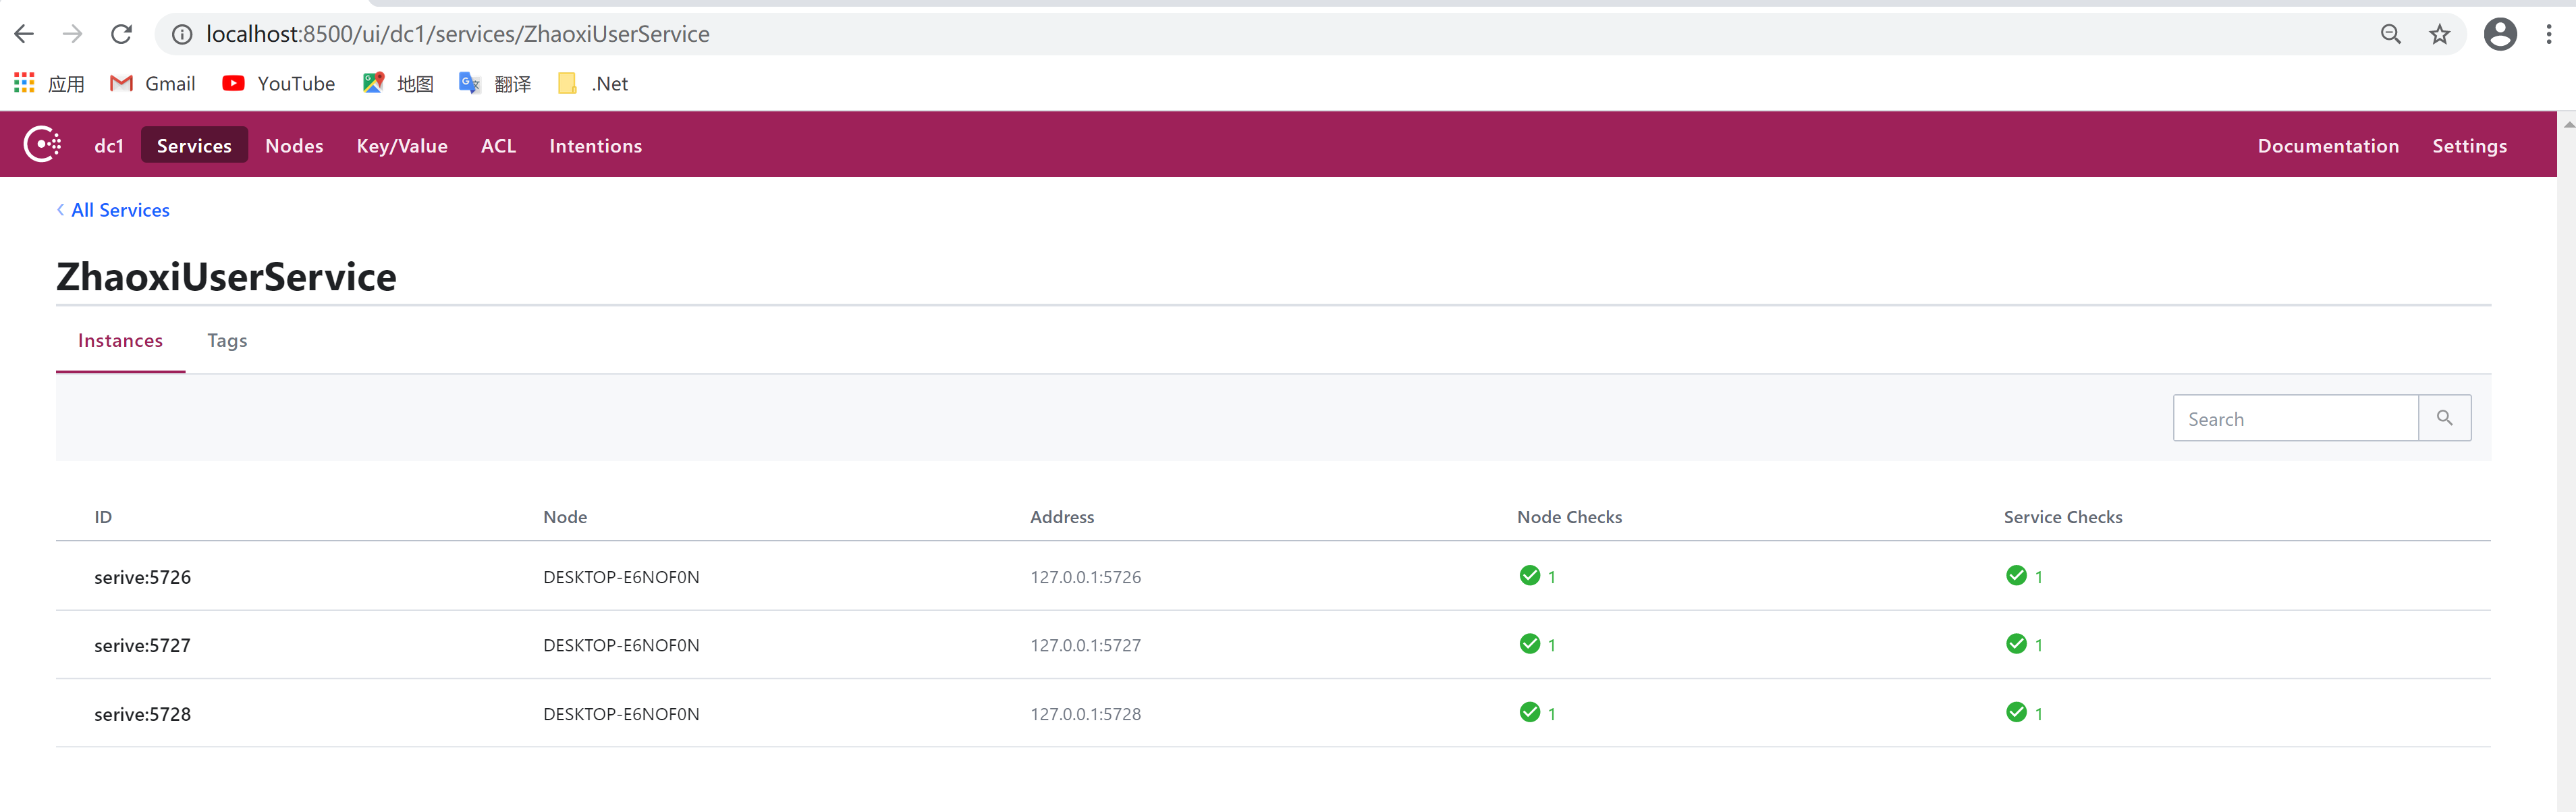 localhost:8500/ui/dc1/services/ZhaoxiUserService
应用 Gmail YouTube 地图 翻译 .Net
dc1 Services Nodes Key/Value ACL Intentions Documentation Settings
All Services
ZhaoxiUserService
Instances Tags
Search
ID Node Address Node Checks Service Checks
serive:5726 DESKTOP-E6NOF0N 127.0.0.1:5726 1 1
serive:5727 DESKTOP-E6NOF0N 127.0.0.1:5727 1 1
serive:5728 DESKTOP-E6NOF0N 127.0.0.1:5728 1 1